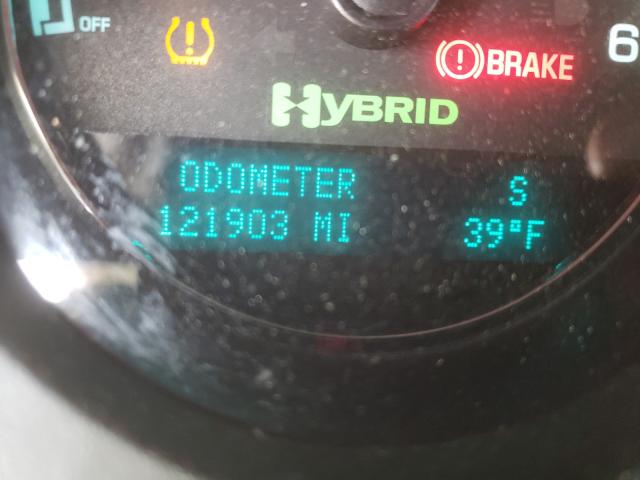 OFF
BRAKE
6
HYBRID
ODOMETER S
121903 MI 39°F